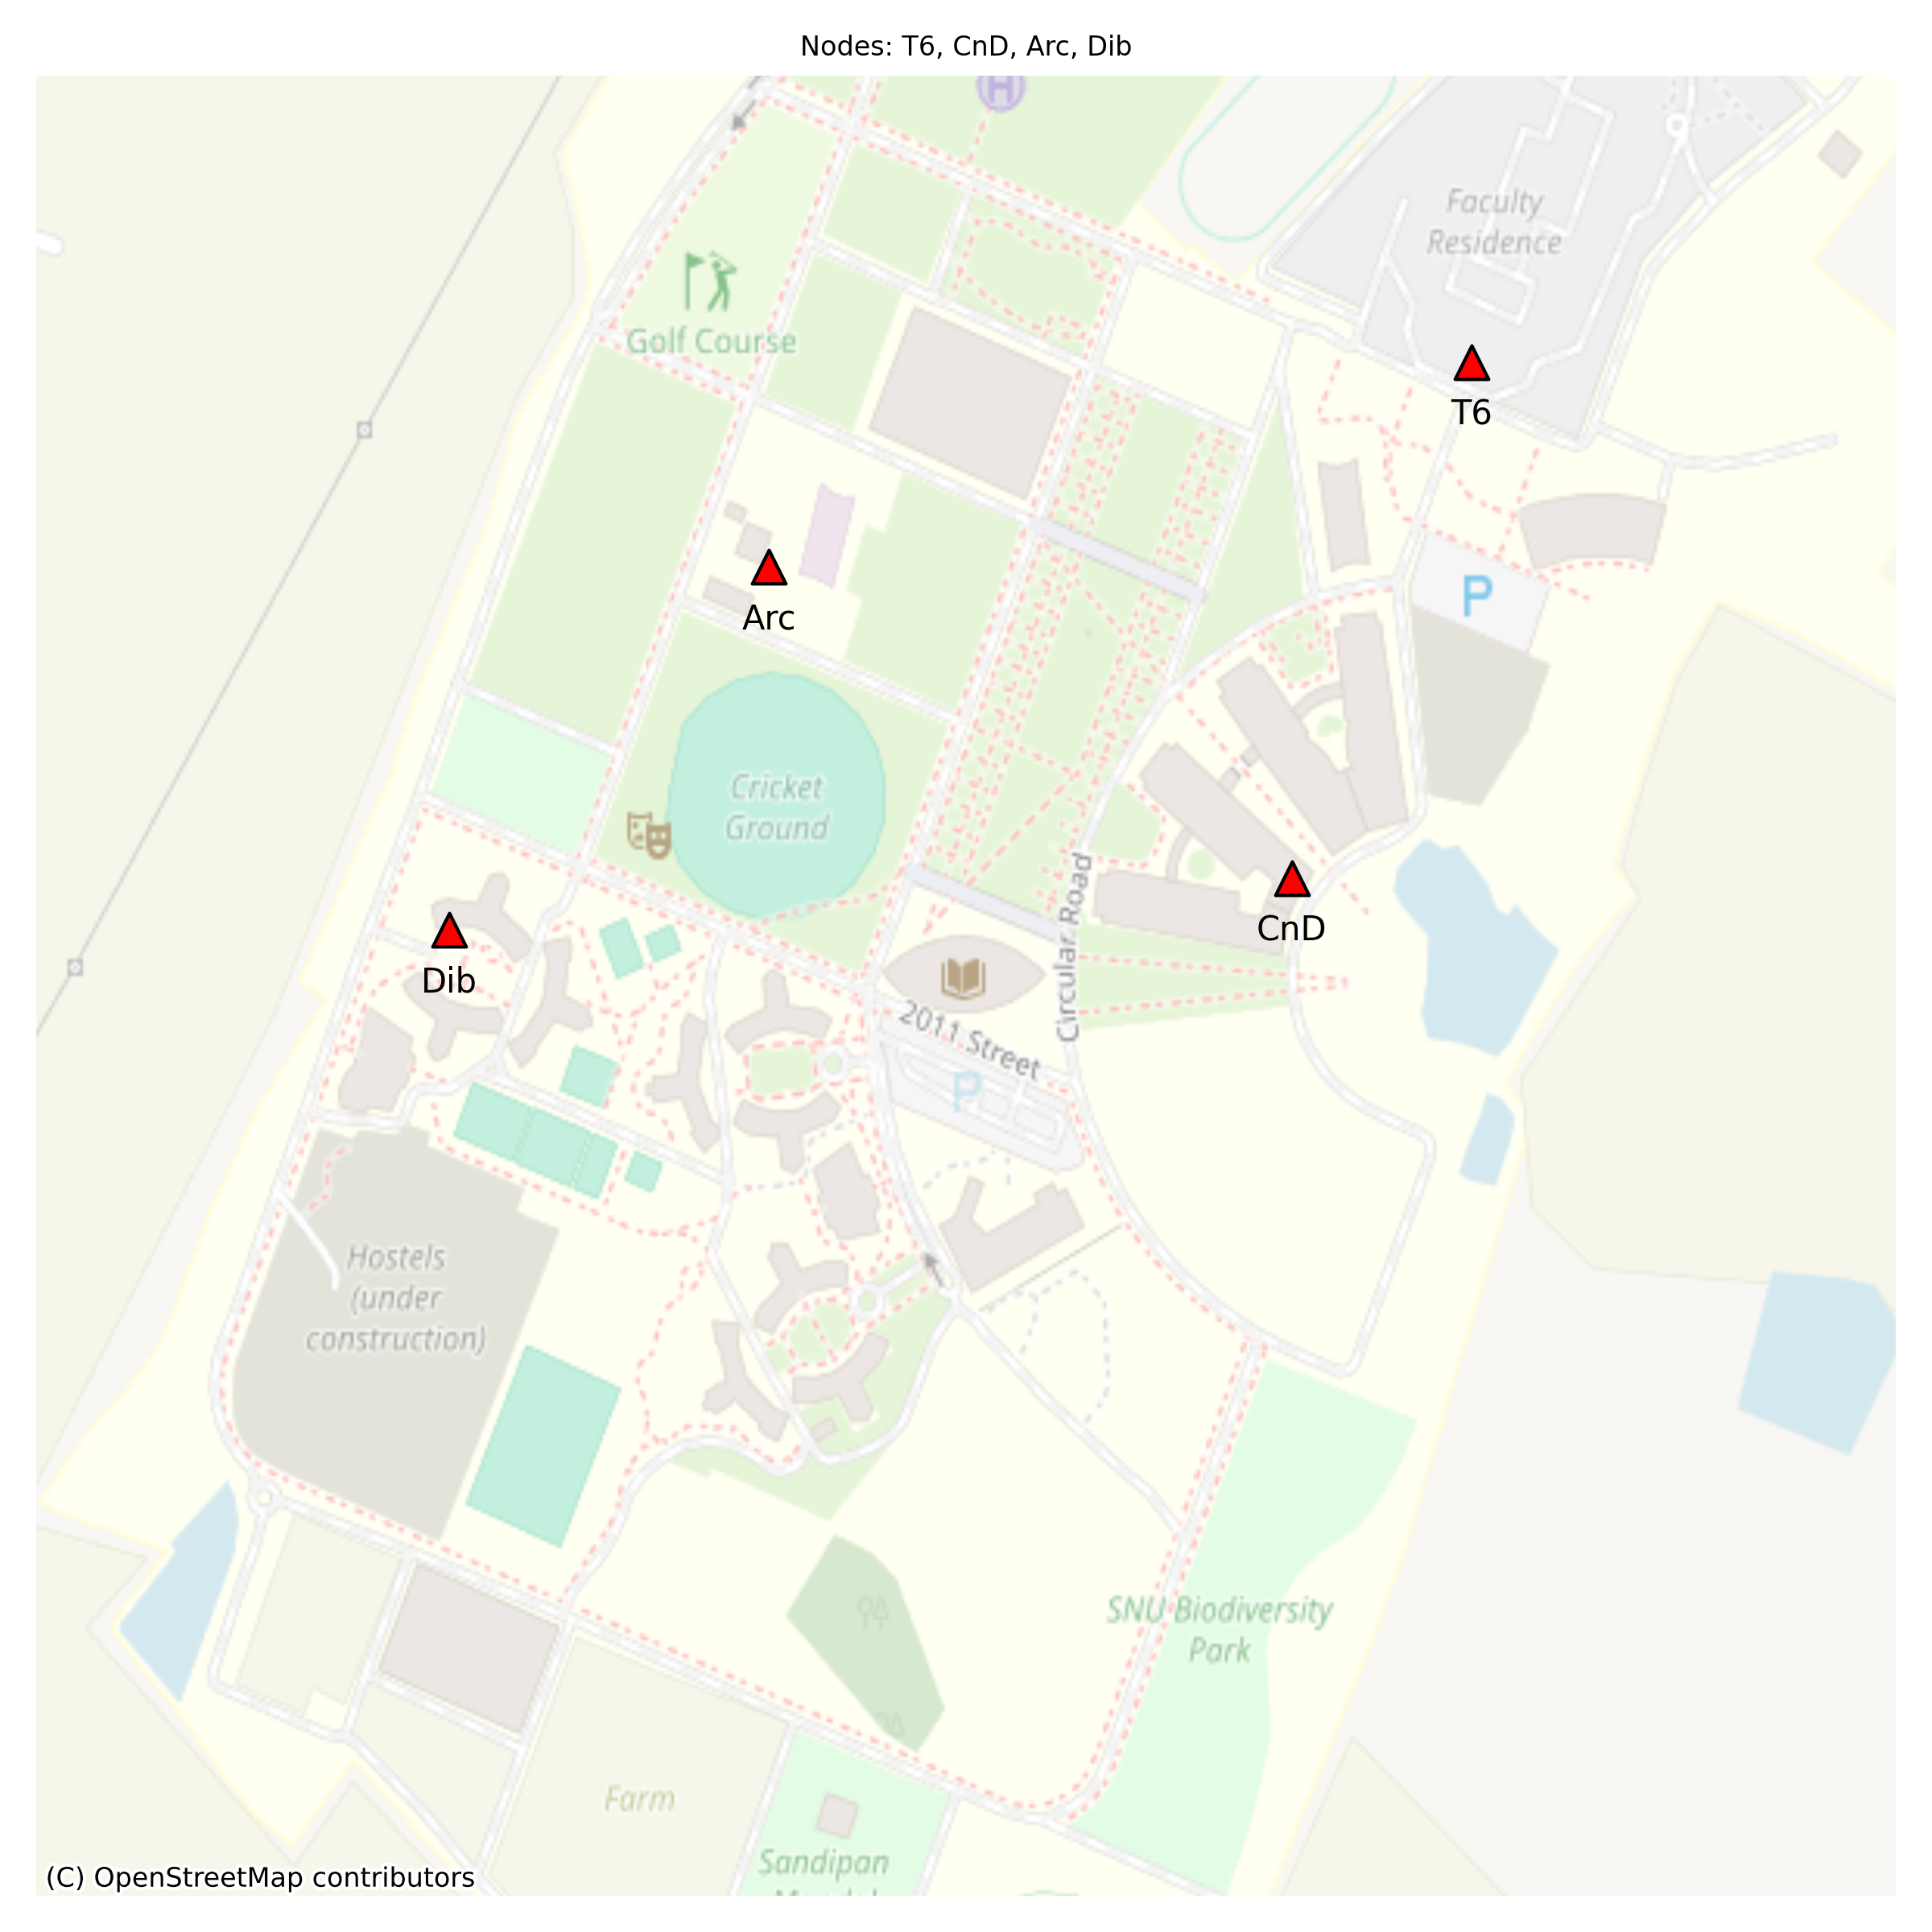 Nodes: T6, CnD, Arc, Dib
H
Faculty
Residence
Golf Course
T6
Arc
P
Cricket
Ground
CnD
Dib
Circular Road
2011 Street
P
Hostels
(under
construction)
SNU Biodiversity
Park
Farm
Sandipan
(C) OpenStreetMap contributors